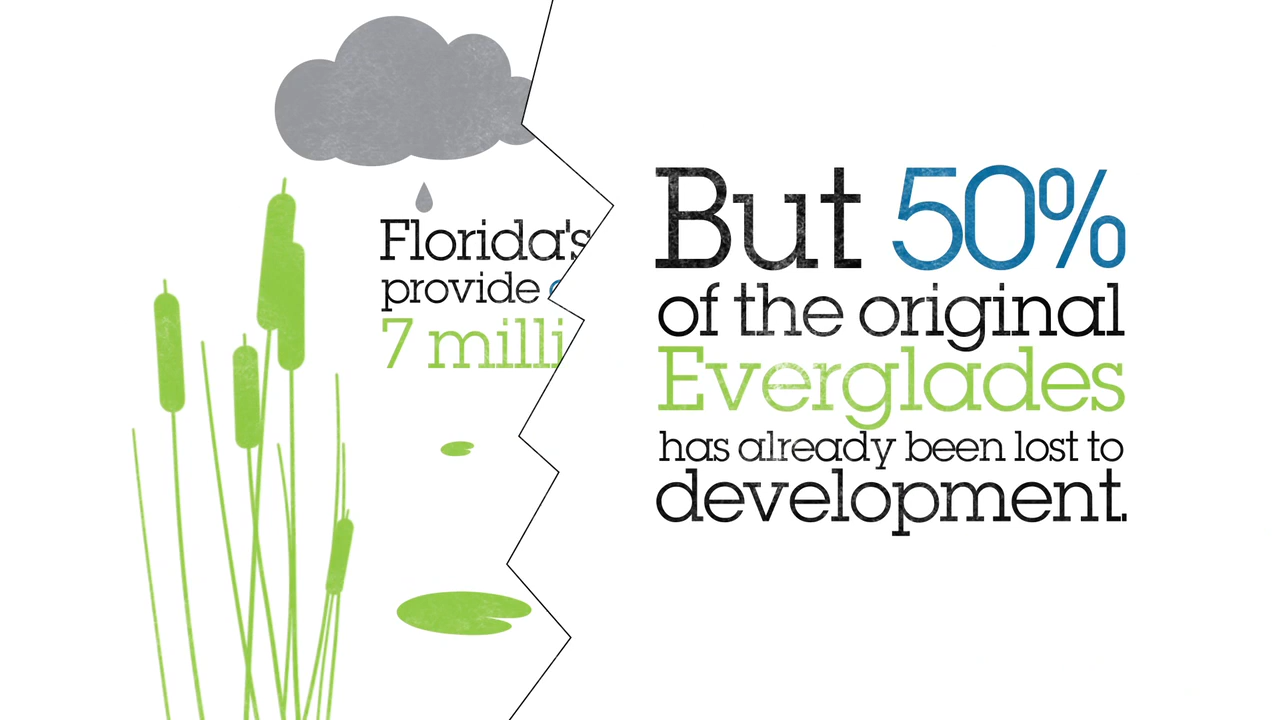 Florida's
provide
7 milli
But 50%
of the original
Everglades
has already been lost to
development.